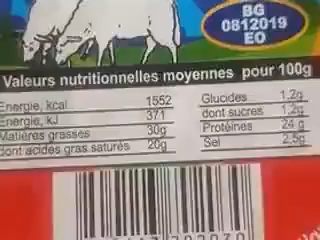 BG
0812019
EO
Valeurs nutritionnelles moyennes pour 100g
Energie, kcal 1552
Energie, kJ 371
Matières grasses 30g
dont acides gras saturés 20g
Glucides 1,2g
dont sucres 1,2g
Protéines 24 g
Sel 2,5g